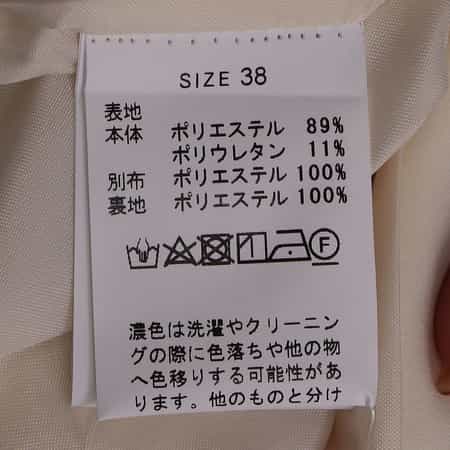 SIZE 38
表地
本体 ポリエステル 89%
ポリウレタン 11%
別布 ポリエステル 100%
裏地 ポリエステル 100%
F
濃色は洗濯やクリーニン
グの際に色落ちや他の物
へ色移りする可能性があ
ります。他のものと分け